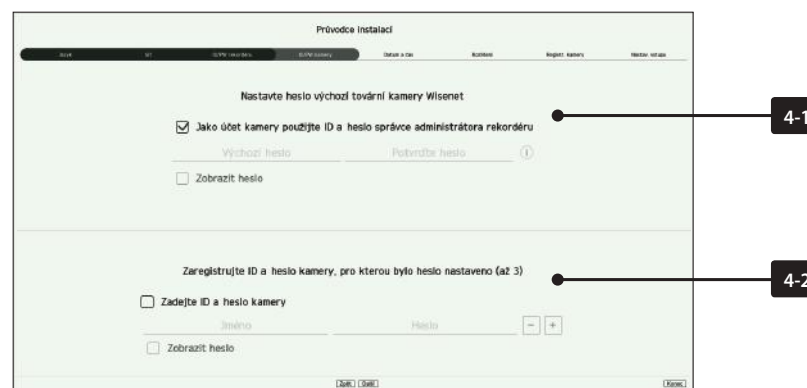 Průvodce instalací
Jazyk ID/PW rekordéru ID/PW kamery Datum a čas Rozšíření Registr. kamery Nastav. vstupu
Nastavte heslo výchozí tovární kamery Wisenet
Jako účet kamery použijte ID a heslo správce administrátora rekordéru
4-1
Výchozí heslo Potvrďte heslo
Zobrazit heslo
Zaregistrujte ID a heslo kamery, pro kterou bylo heslo nastaveno (až 3)
4-2
Zadejte ID a heslo kamery
Jméno Heslo - +
Zobrazit heslo
Zpět Další Konec